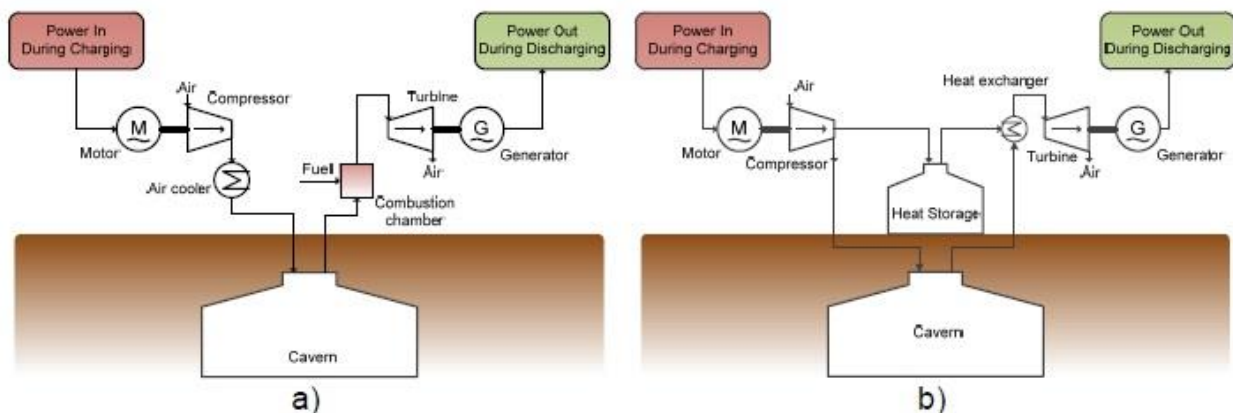 Power In
During Charging
Power Out
During Discharging
Air
Compressor
Turbine
M
G
Motor
Generator
Air cooler
Fuel
Air
Combustion
chamber
Cavern
a)
Power In
During Charging
Power Out
During Discharging
Air
Heat exchanger
M
G
Motor
Compressor
Turbine
Generator
Air
Heat Storage
Cavern
b)